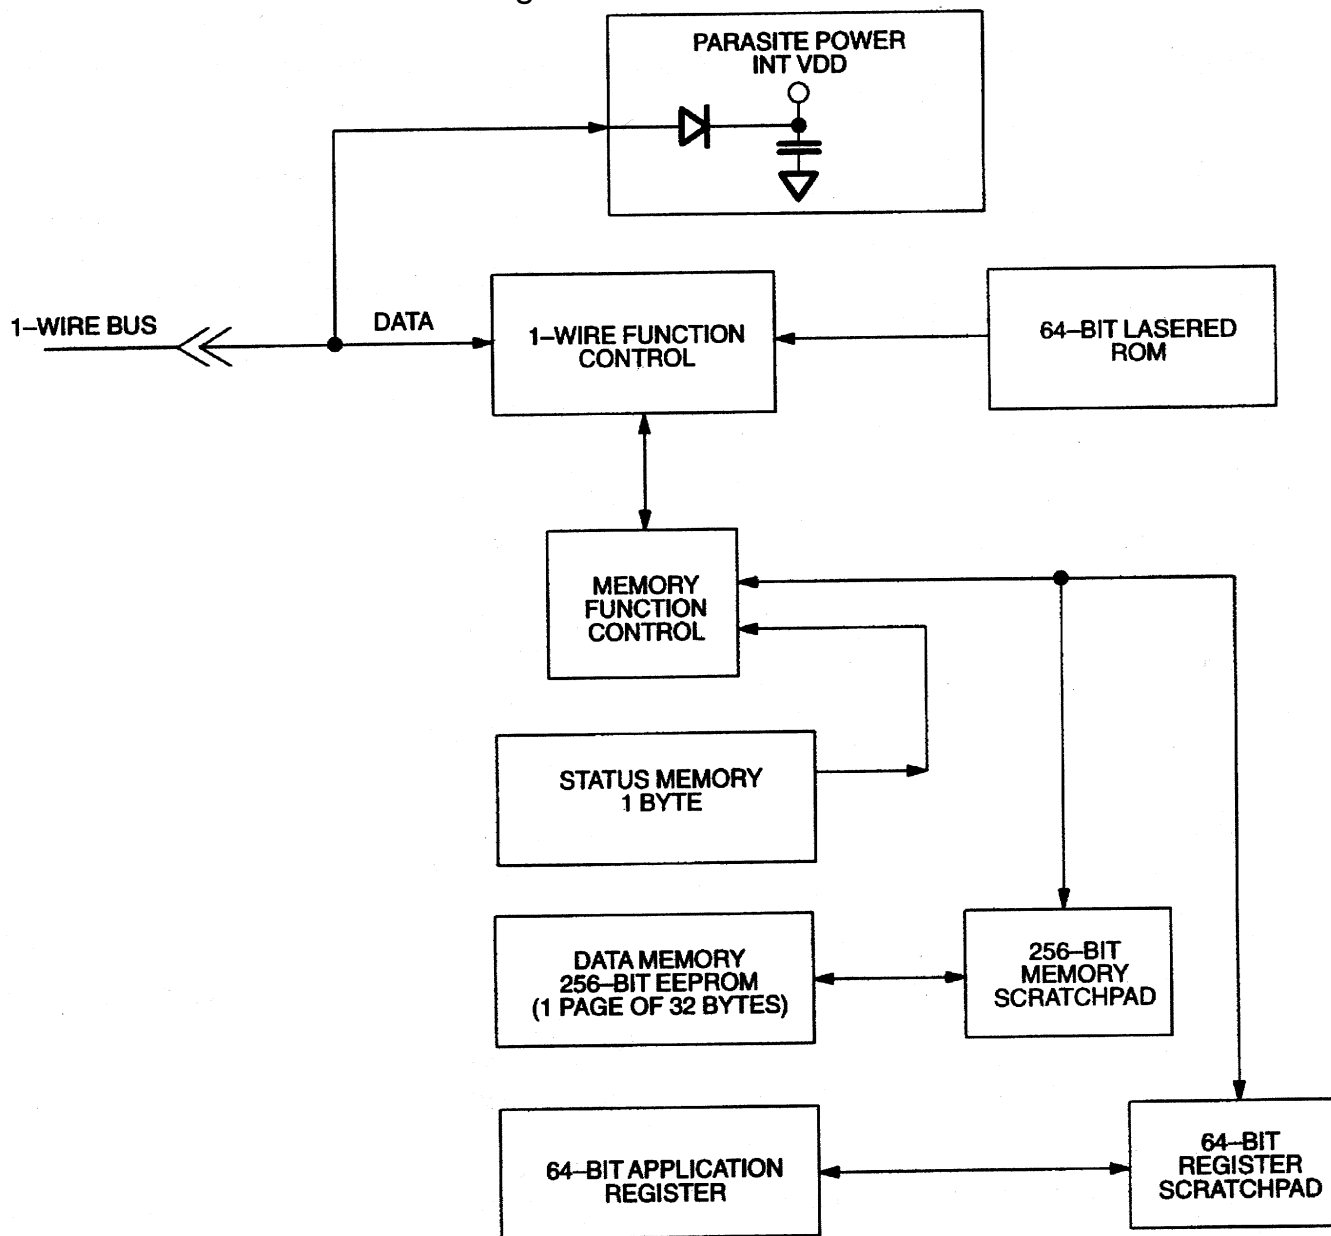 PARASITE POWER
INT VDD
1–WIRE BUS
DATA
1–WIRE FUNCTION
CONTROL
64–BIT LASERED
ROM
MEMORY
FUNCTION
CONTROL
STATUS MEMORY
1 BYTE
DATA MEMORY
256–BIT EEPROM
(1 PAGE OF 32 BYTES)
256–BIT
MEMORY
SCRATCHPAD
64–BIT APPLICATION
REGISTER
64–BIT
REGISTER
SCRATCHPAD